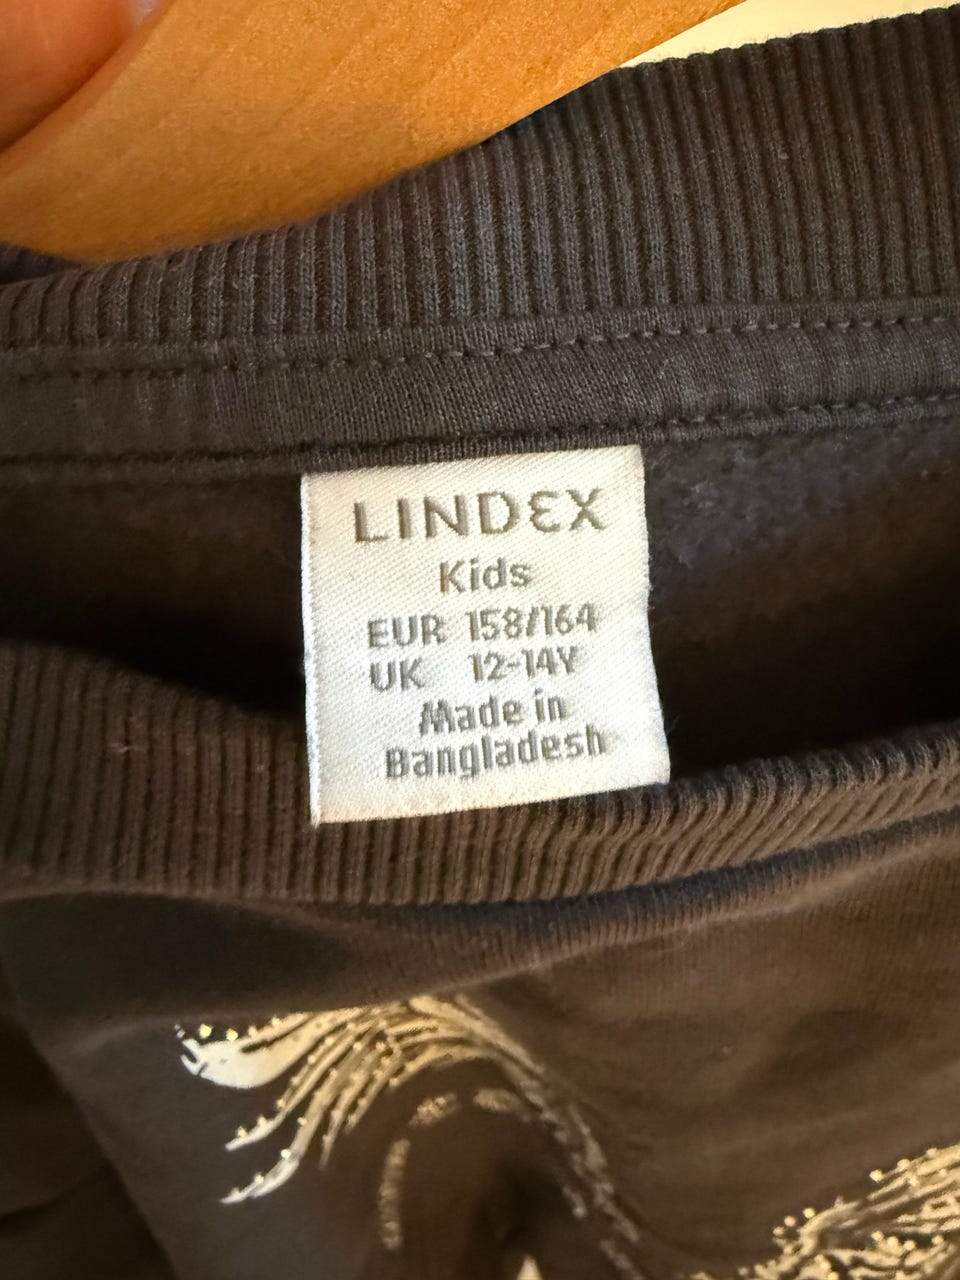 LINDEX
Kids
EUR 158/164
UK 12-14Y
Made in
Bangladesh